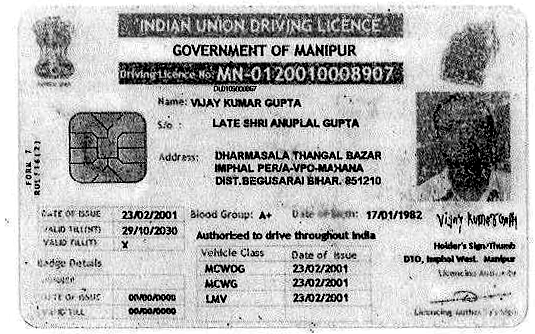 INDIAN UNION DRIVING LICENCE
GOVERNMENT OF MANIPUR
Driving Licence No: MN-0120010008907
Name: VIJAY KUMAR GUPTA
S/o : LATE SHRI ANUPLAL GUPTA
Address: DHARMASALA THANGAL BAZAR
IMPHAL PER/A-VPO-MAHANA
DIST.BEGUSARAI BIHAR. 851210
FORM 7
RULE 16(2)
DATE OF ISSUE 23/02/2001 Blood Group: A+ Date of Birth: 17/01/1982
VALID TILL(NT) 29/10/2030
VALID TILL(T) X
Authorised to drive throughout India
Vijay Kumar Gupta
Holder's Sign/Thumb
DTO, Imphal West. Manipur
Licencing Authority
Badge Details
Vehicle Class Date of Issue
MCWOG 23/02/2001
MCWG 23/02/2001
LMV 23/02/2001
DATE OF ISSUE 00/00/0000
VALID TILL 00/00/0000
Licencing Author